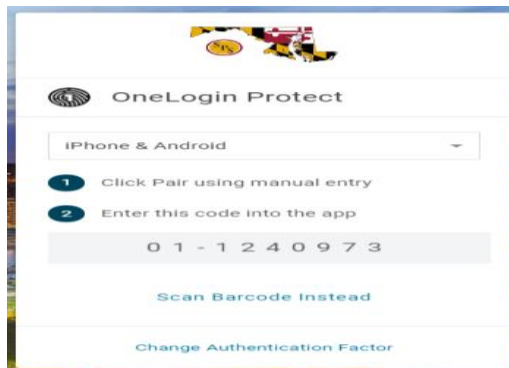 SPS
OneLogin Protect
iPhone & Android
1 Click Pair using manual entry
2 Enter this code into the app
01-1240973
Scan Barcode Instead
Change Authentication Factor